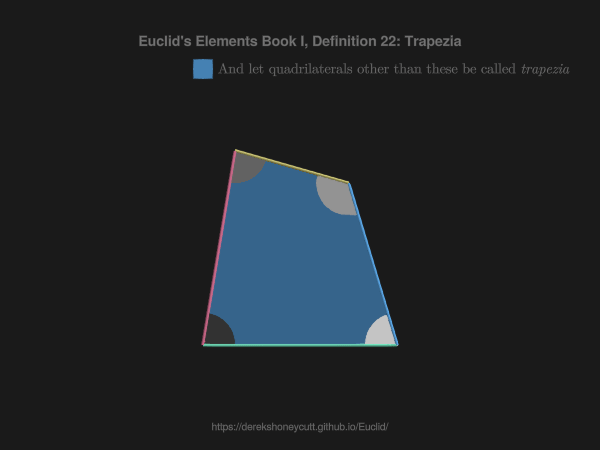 Euclid's Elements Book I, Definition 22: Trapezia
And let quadrilaterals other than these be called trapezia
https://derekshoneycutt.github.io/Euclid/